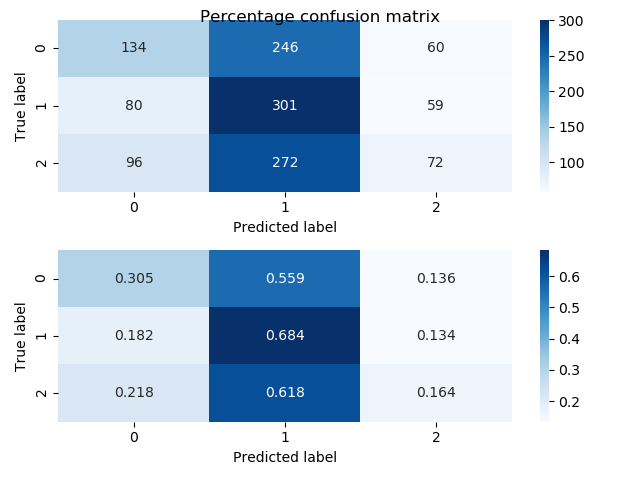 Percentage confusion matrix
True label
0 134 246 60
1 80 301 59
2 96 272 72
0 1 2
Predicted label
300
250
200
150
100
True label
0 0.305 0.559 0.136
1 0.182 0.684 0.134
2 0.218 0.618 0.164
0 1 2
Predicted label
0.6
0.5
0.4
0.3
0.2